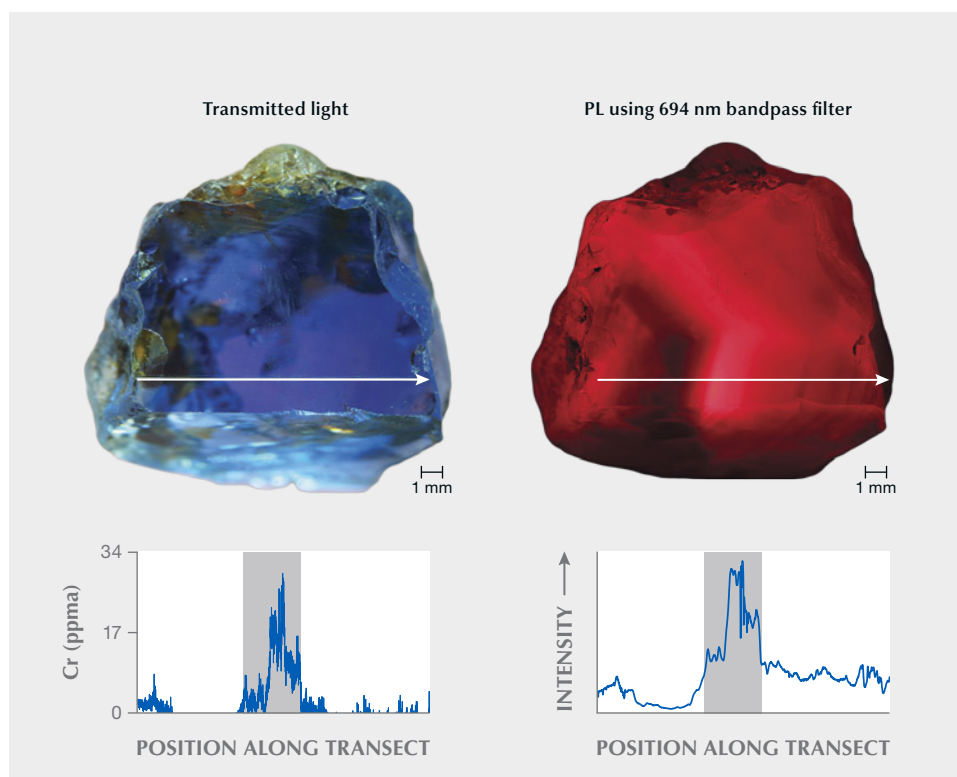 Transmitted light
PL using 694 nm bandpass filter
1 mm
1 mm
34
17
0
Cr (ppma)
POSITION ALONG TRANSECT
INTENSITY
POSITION ALONG TRANSECT